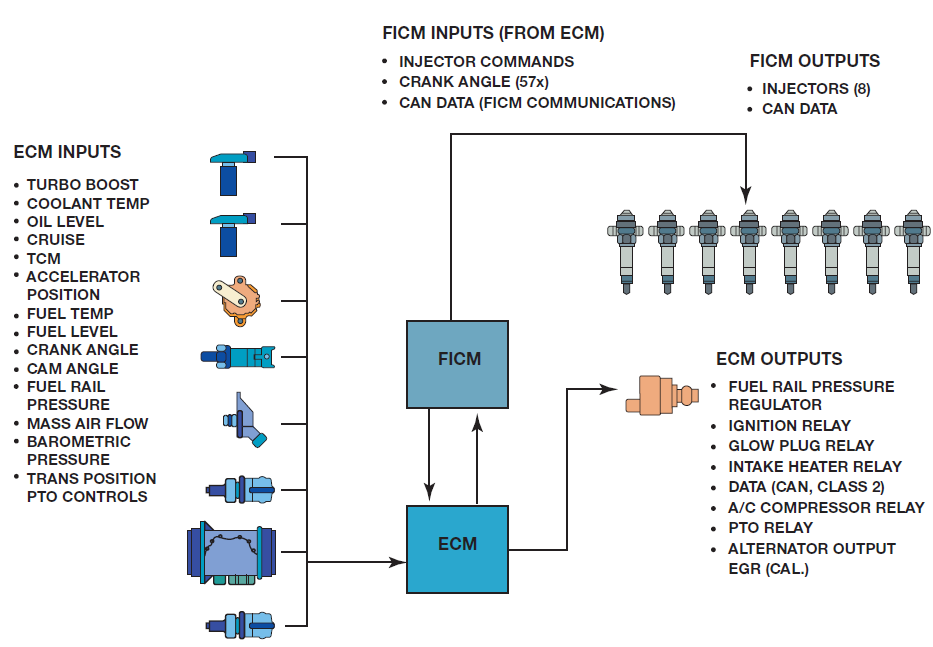 FICM INPUTS (FROM ECM)
• INJECTOR COMMANDS
• CRANK ANGLE (57x)
• CAN DATA (FICM COMMUNICATIONS)
FICM OUTPUTS
• INJECTORS (8)
• CAN DATA
ECM INPUTS
• TURBO BOOST
• COOLANT TEMP
• OIL LEVEL
• CRUISE
• TCM
• ACCELERATOR
POSITION
• FUEL TEMP
• FUEL LEVEL
• CRANK ANGLE
• CAM ANGLE
• FUEL RAIL
PRESSURE
• MASS AIR FLOW
• BAROMETRIC
PRESSURE
• TRANS POSITION
PTO CONTROLS
FICM
ECM
ECM OUTPUTS
• FUEL RAIL PRESSURE
REGULATOR
• IGNITION RELAY
• GLOW PLUG RELAY
• INTAKE HEATER RELAY
• DATA (CAN, CLASS 2)
• A/C COMPRESSOR RELAY
• PTO RELAY
• ALTERNATOR OUTPUT
EGR (CAL.)